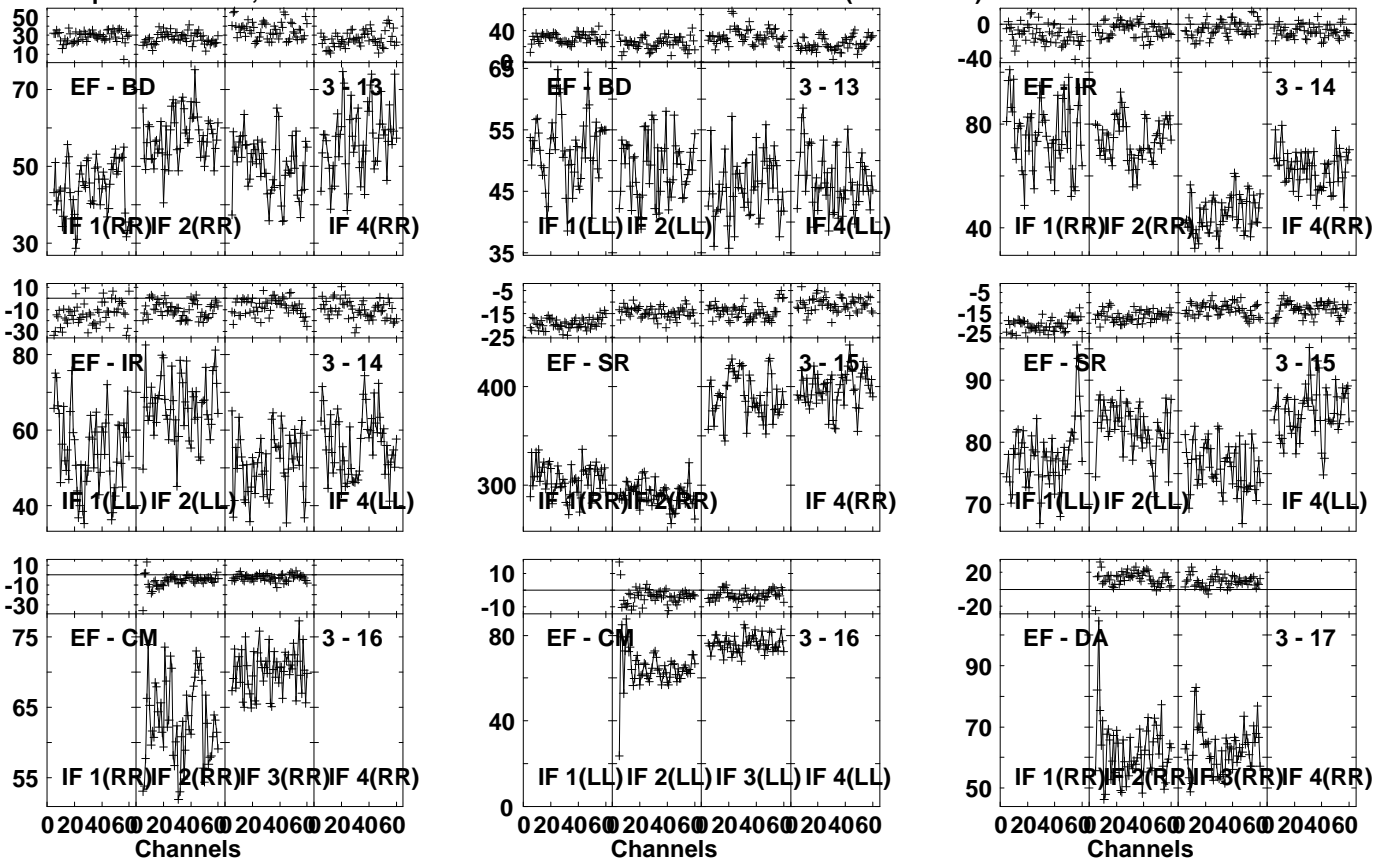 50
30
10
70
50
30
EF - BD
3 - 13
IF 1(RR) IF 2(RR) IF 4(RR)
40
0
65
55
45
35
EF - BD
3 - 13
IF 1(LL) IF 2(LL) IF 4(LL)
0
-40
80
40
EF - IR
3 - 14
IF 1(RR) IF 2(RR) IF 4(RR)
10
-10
-30
80
60
40
EF - IR
3 - 14
IF 1(LL) IF 2(LL) IF 4(LL)
-5
-15
-25
400
300
EF - SR
3 - 15
IF 1(RR) IF 2(RR) IF 4(RR)
-5
-15
-25
90
80
70
EF - SR
3 - 15
IF 1(LL) IF 2(LL) IF 4(LL)
10
-10
-30
75
65
55
EF - CM
3 - 16
IF 1(RR) IF 2(RR) IF 3(RR) IF 4(RR)
0 20 40 60 0 20 40 60 0 20 40 60 0 20 40 60
Channels
10
-10
80
40
0
EF - CM
3 - 16
IF 1(LL) IF 2(LL) IF 3(LL) IF 4(LL)
0 20 40 60 0 20 40 60 0 20 40 60 0 20 40 60
Channels
20
-20
90
70
50
EF - DA
3 - 17
IF 1(RR) IF 2(RR) IF 3(RR) IF 4(RR)
0 20 40 60 0 20 40 60 0 20 40 60 0 20 40 60
Channels